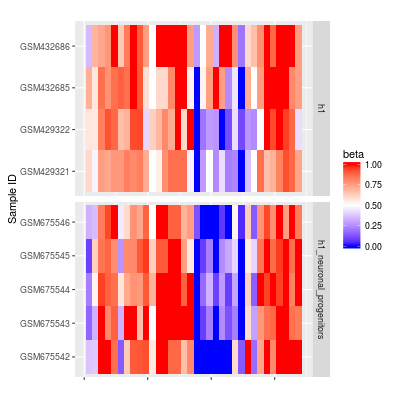 GSM432686
GSM432685
GSM429322
GSM429321
h1
GSM675546
GSM675545
GSM675544
GSM675543
GSM675542
h1_neuronal_progenitors
Sample ID
beta
1.00
0.75
0.50
0.25
0.00